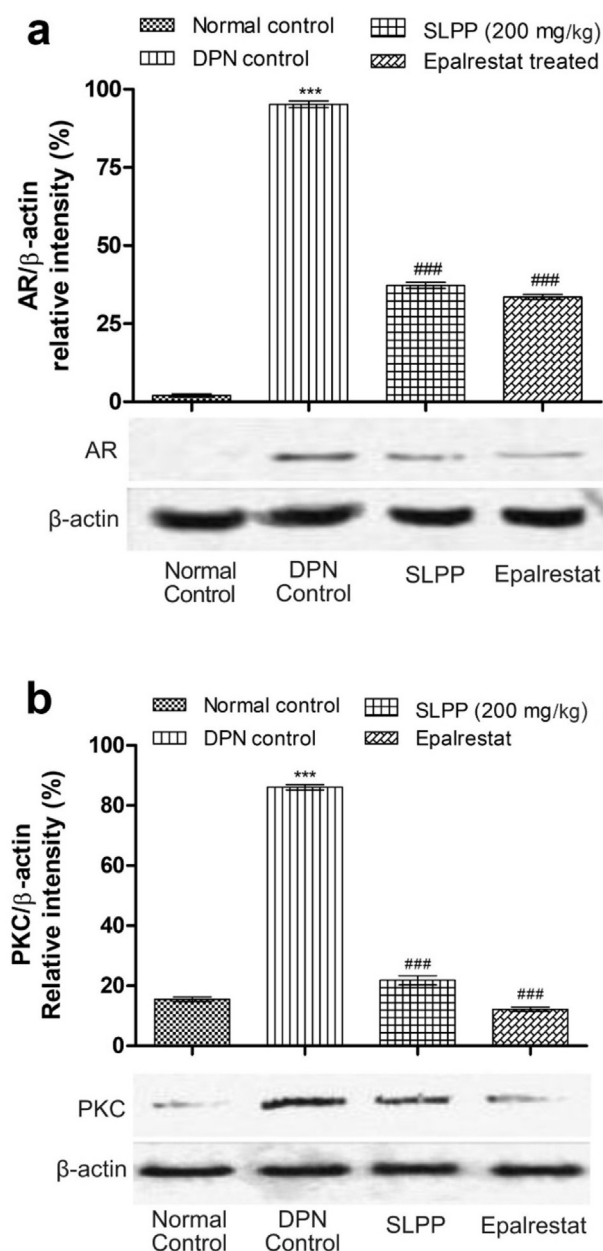 a
Normal control
SLPP (200 mg/kg)
DPN control
Epalrestat treated
AR/β-actin
relative intensity (%)
100
75
50
25
0
***
###
###
AR
β-actin
Normal
Control
DPN
Control
SLPP
Epalrestat
b
Normal control
SLPP (200 mg/kg)
DPN control
Epalrestat
PKC/β-actin
Relative intensity (%)
100
80
60
40
20
0
***
###
###
PKC
β-actin
Normal
Control
DPN
Control
SLPP
Epalrestat